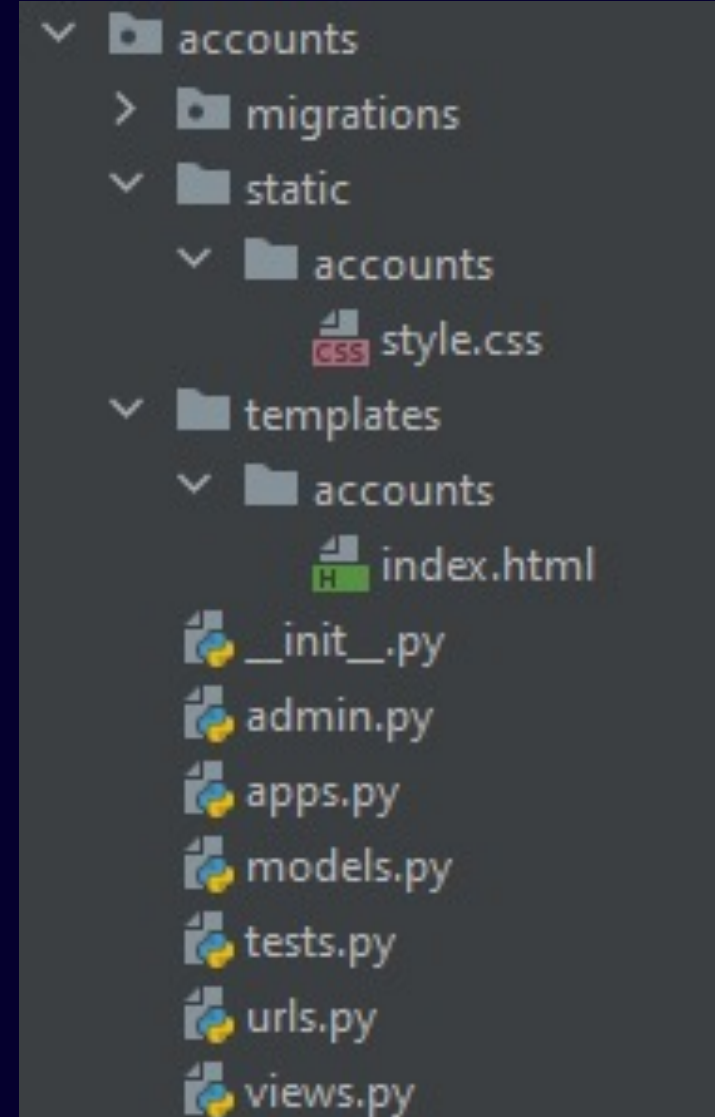 accounts
migrations
static
accounts
CSS style.css
templates
accounts
H index.html
__init__.py
admin.py
apps.py
models.py
tests.py
urls.py
views.py